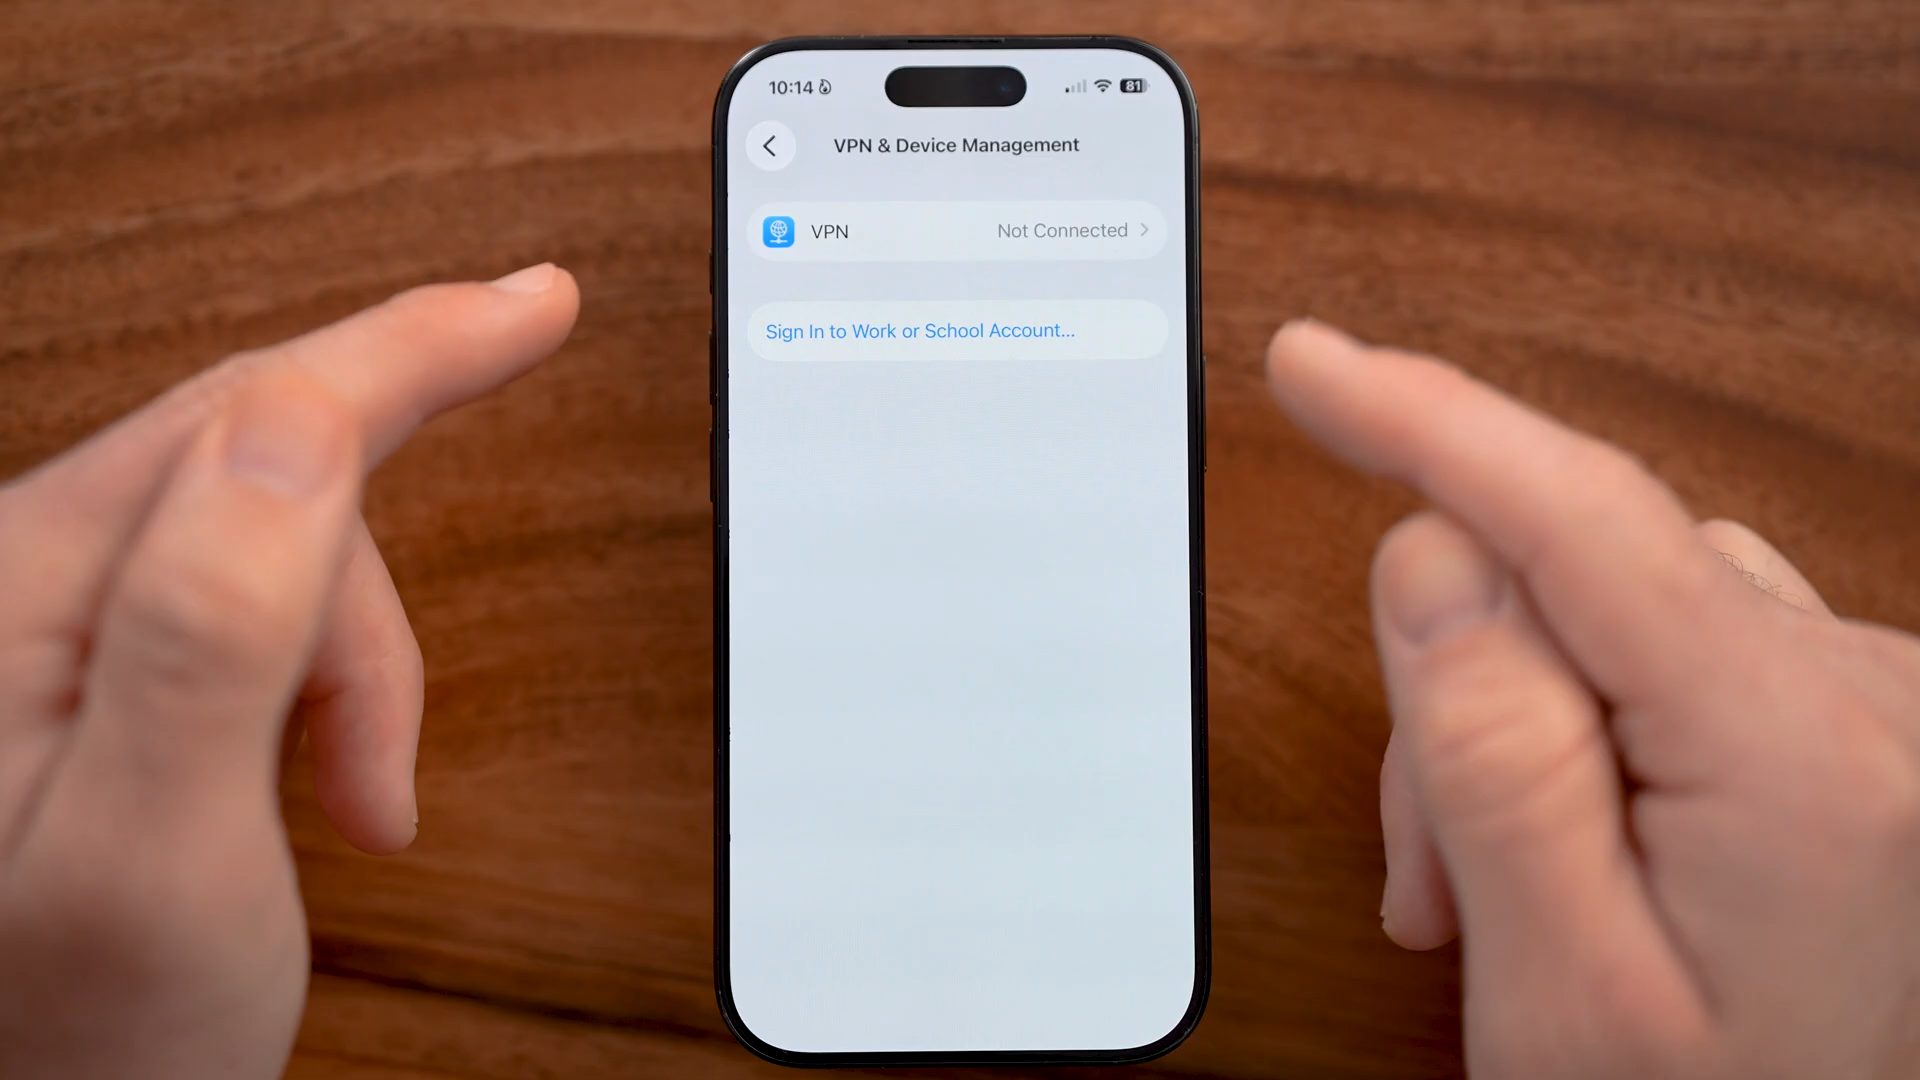 10:14
81
VPN & Device Management
VPN Not Connected
Sign In to Work or School Account...